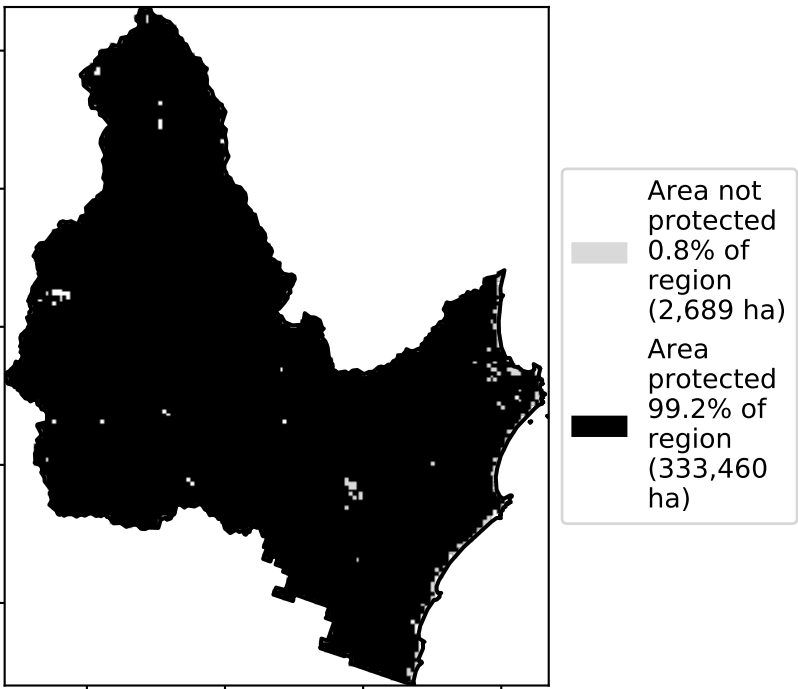 Area not
protected
0.8% of
region
(2,689 ha)
Area
protected
99.2% of
region
(333,460
ha)